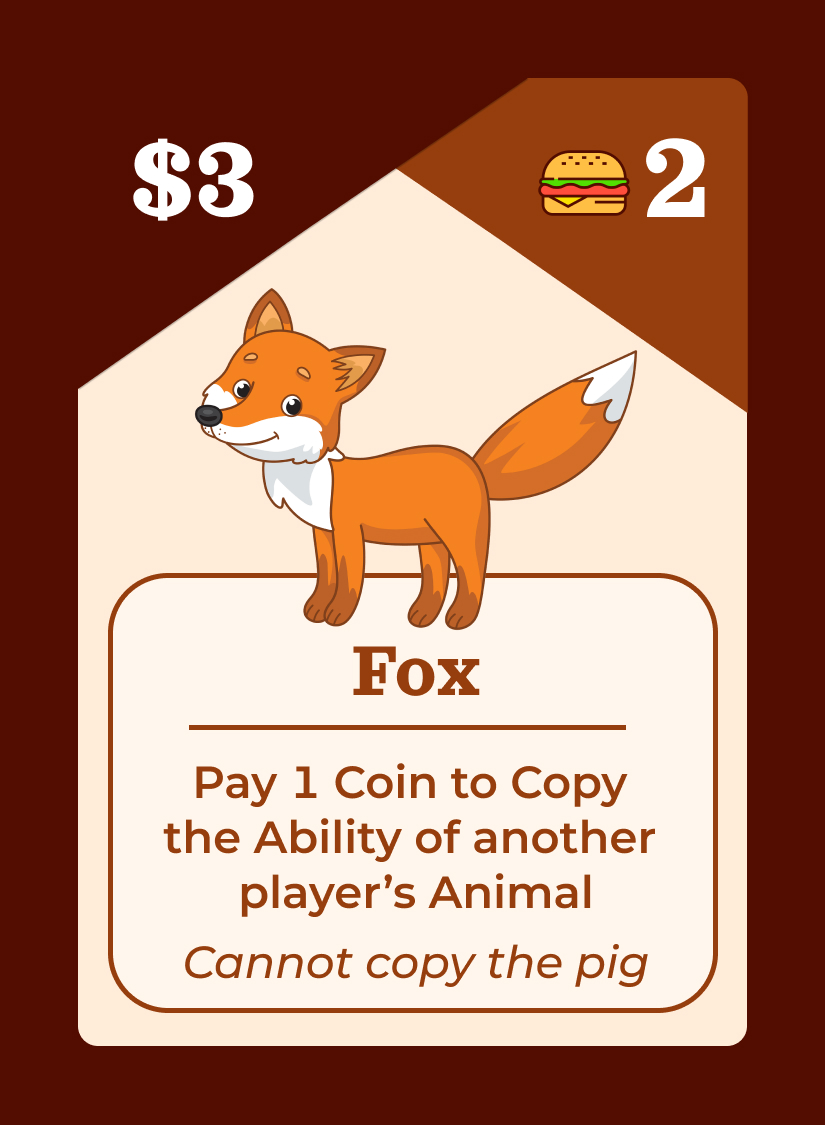 $3
2
Fox
Pay 1 Coin to Copy
the Ability of another
player’s Animal
Cannot copy the pig